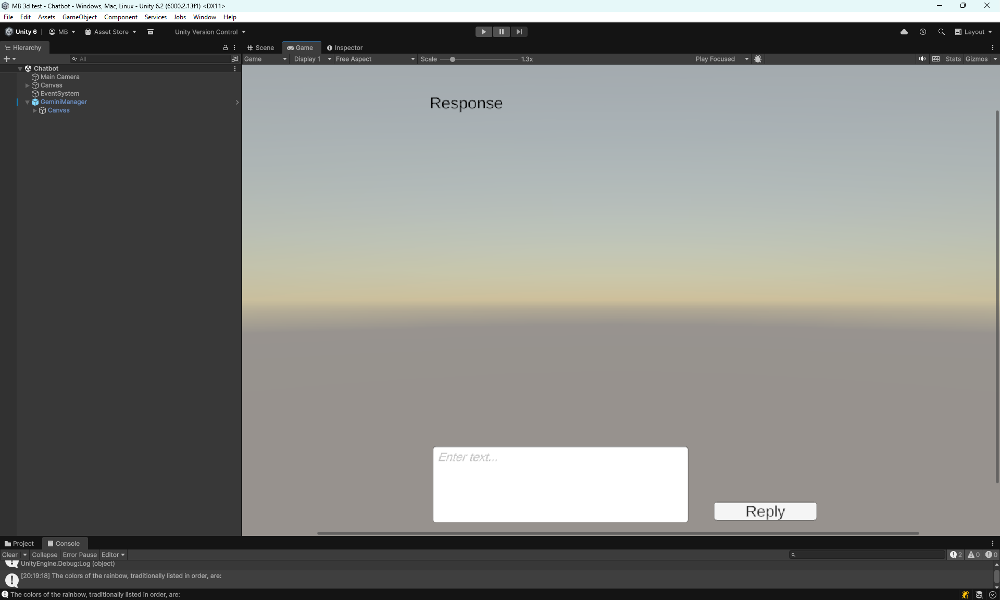 MB 3d test - Chatbot - Windows, Mac, Linux - Unity 6.2 (6000.2.13f1) <DX11>
File Edit Assets GameObject Component Services Jobs Window Help
Unity 6 MB Asset Store Unity Version Control Layout
Hierarchy Scene Game Inspector
All Game Display 1 Free Aspect Scale 1.3x Play Focused Stats Gizmos
Chatbot
Main Camera
Canvas
EventSystem
GeminiManager
Canvas
Response
Enter text...
Reply
Project Console
Clear Collapse Error Pause Editor 2 0 0
UnityEngine.Debug:Log (object)
[20:19:18] The colors of the rainbow, traditionally listed in order, are:
The colors of the rainbow, traditionally listed in order, are: